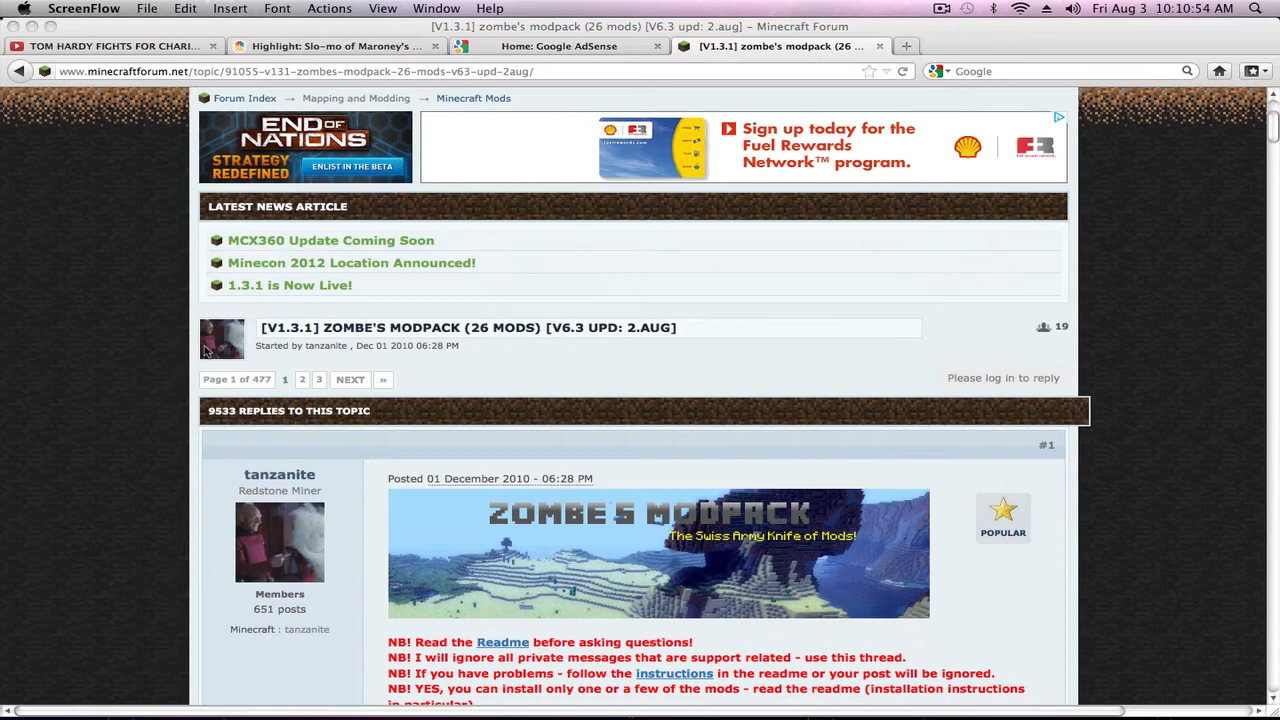 ScreenFlow File Edit Insert Font Actions View Window Help Fri Aug 3 10:10:54 AM
[V1.3.1] zombe's modpack (26 mods) [V6.3 upd: 2.aug] - Minecraft Forum
TOM HARDY FIGHTS FOR CHARI... Highlight: Slo-mo of Maroney's ... Home: Google AdSense [V1.3.1] zombe's modpack (26 ...
www.minecraftforum.net/topic/91055-v131-zombes-modpack-26-mods-v63-upd-2aug/ Google
Forum Index → Mapping and Modding → Minecraft Mods
END OF NATIONS
STRATEGY REDEFINED
ENLIST IN THE BETA
Sign up today for the
Fuel Rewards
Network™ program.
LATEST NEWS ARTICLE
MCX360 Update Coming Soon
Minecon 2012 Location Announced!
1.3.1 is Now Live!
[V1.3.1] ZOMBE'S MODPACK (26 MODS) [V6.3 UPD: 2.AUG]
19
Started by tanzanite , Dec 01 2010 06:28 PM
Page 1 of 477 1 2 3 NEXT »
Please log in to reply
9533 REPLIES TO THIS TOPIC
#1
tanzanite
Redstone Miner
Members
651 posts
Minecraft : tanzanite
Posted 01 December 2010 - 06:28 PM
ZOMBE'S MODPACK
The Swiss Army Knife of Mods!
POPULAR
NB! Read the Readme before asking questions!
NB! I will ignore all private messages that are support related - use this thread.
NB! If you have problems - follow the instructions in the readme or your post will be ignored.
NB! YES, you can install only one or a few of the mods - read the readme (installation instructions
in particular)